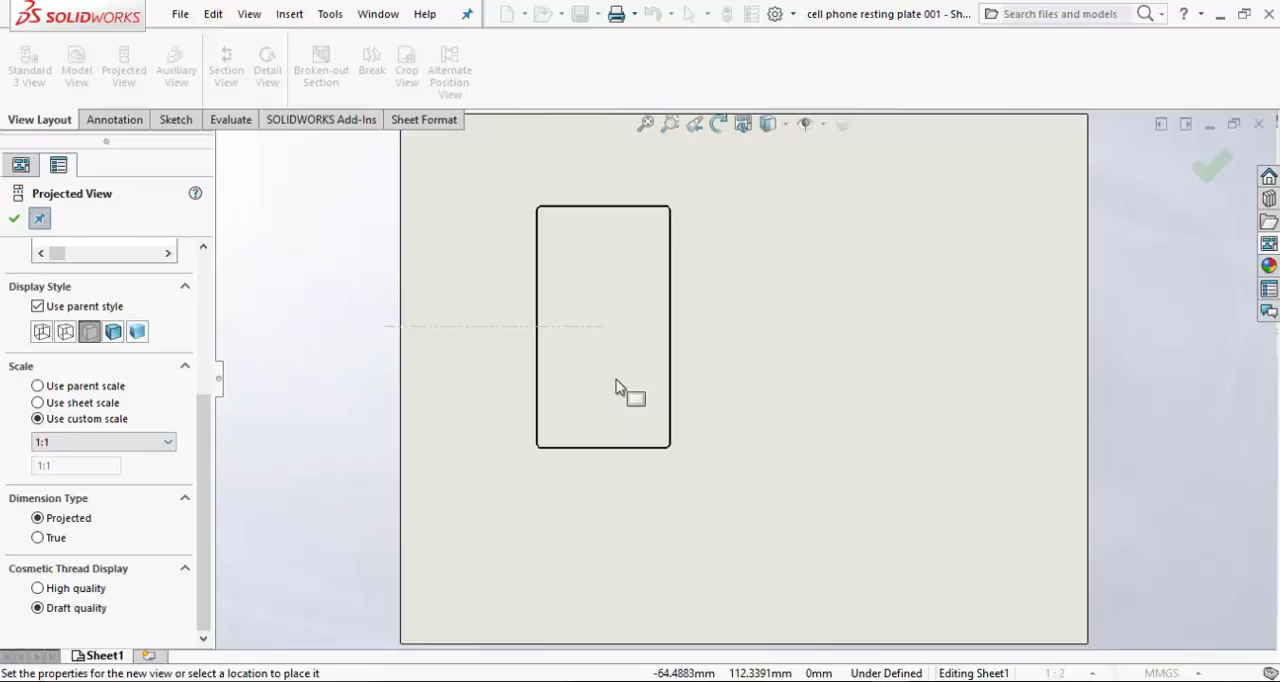 SOLIDWORKS File Edit View Insert Tools Window Help cell phone resting plate 001 - Sh... Search files and models
Standard 3 View
Model View
Projected View
Auxiliary View
Section View
Detail View
Broken-out Section
Break
Crop View
Alternate Position View
View Layout Annotation Sketch Evaluate SOLIDWORKS Add-Ins Sheet Format
Projected View
Display Style
Use parent style
Scale
Use parent scale
Use sheet scale
Use custom scale
1:1
1:1
Dimension Type
Projected
True
Cosmetic Thread Display
High quality
Draft quality
Sheet1
Set the properties for the new view or select a location to place it -64.4883mm 112.3391mm 0mm Under Defined Editing Sheet1 1 : 2 - MMGS -